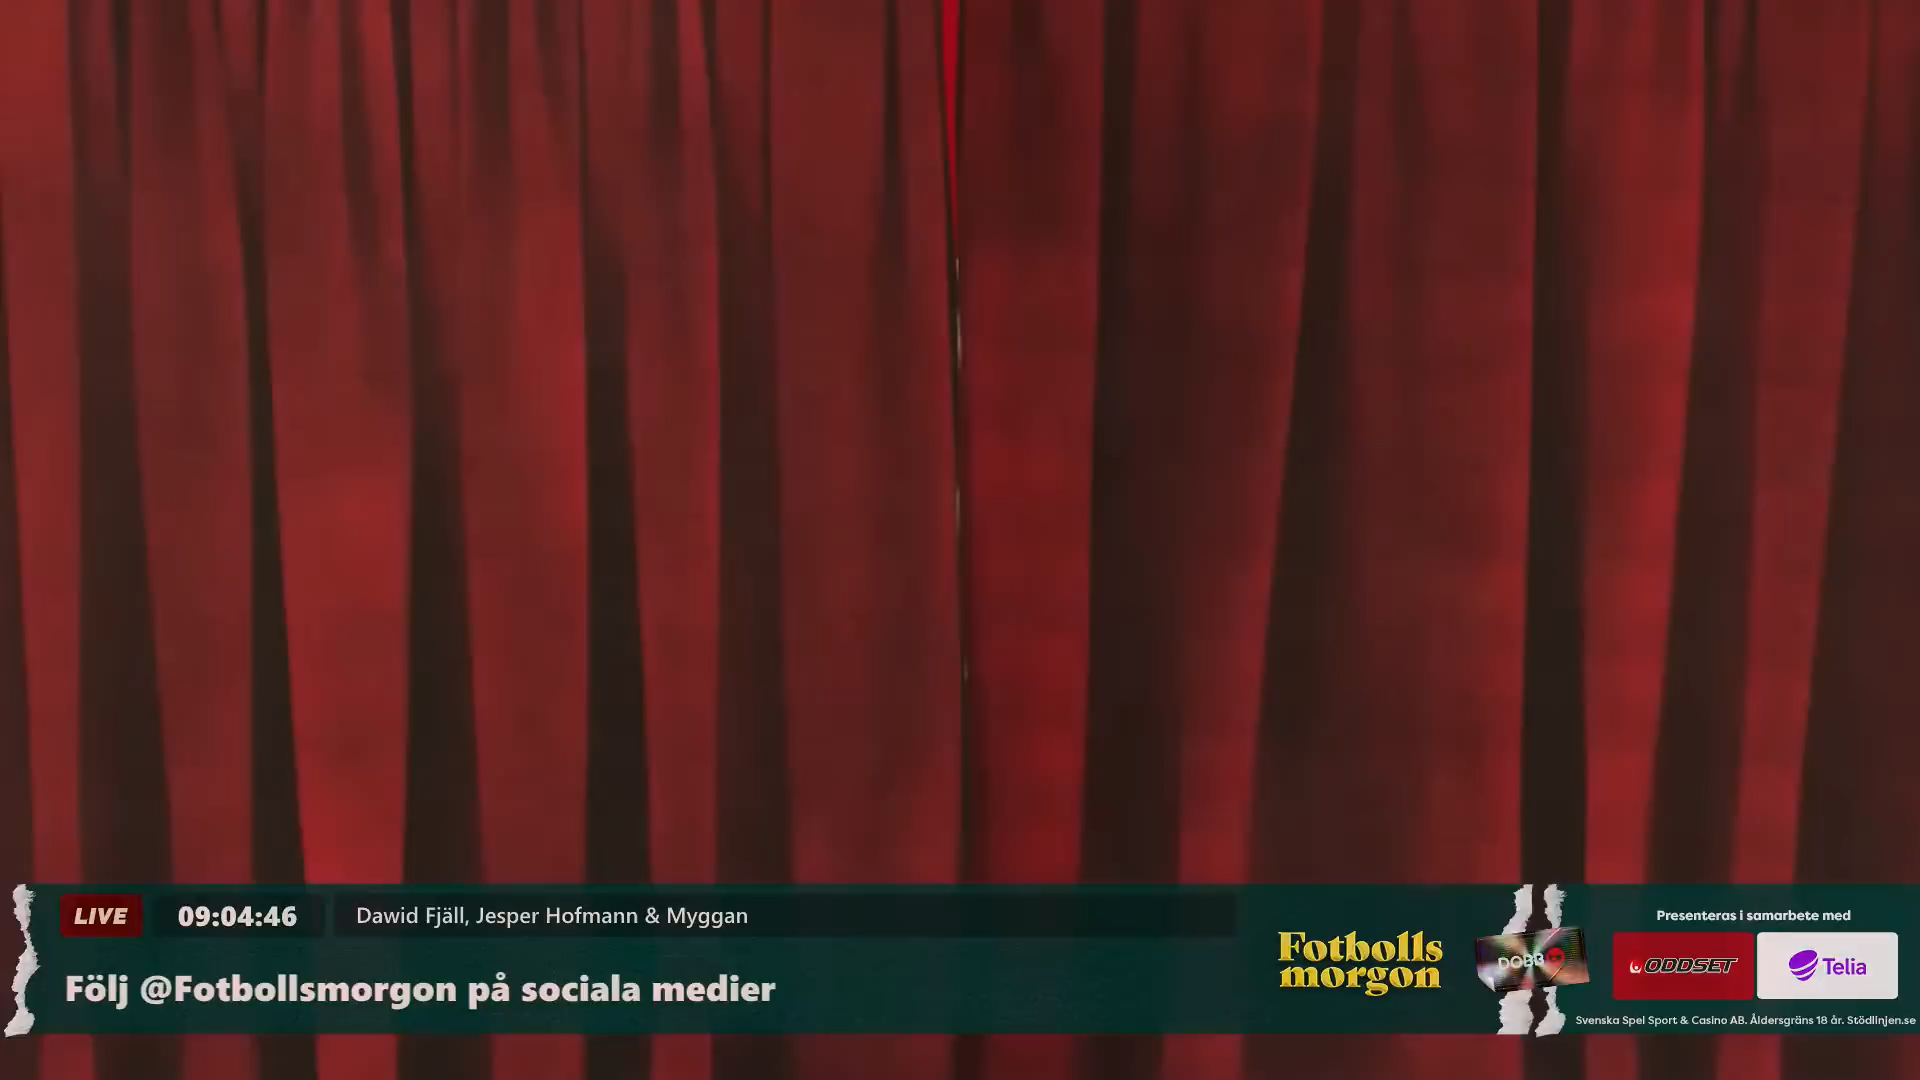 LIVE
09:04:46
Dawid Fjäll, Jesper Hofmann & Myggan
Följ @Fotbollsmorgon på sociala medier
Fotbolls
morgon
Presenteras i samarbete med
ODDSET
Telia
Svenska Spel Sport & Casino AB. Åldersgräns 18 år. Stödlinjen.se